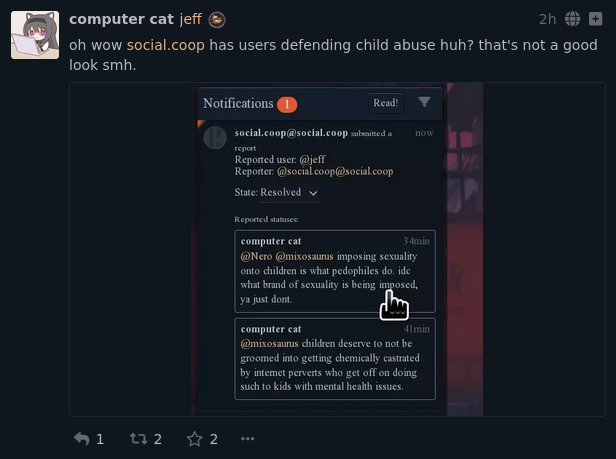 computer cat jeff
2h
oh wow social.coop has users defending child abuse huh? that's not a good
look smh.
Notifications 1 Read!
social.coop@social.coop submitted a now
report
Reported user: @jeff
Reporter: @social.coop@social.coop
State: Resolved
Reported statuses:
computer cat 34min
@Nero @mixosaurus imposing sexuality
onto children is what pedophiles do. idc
what brand of sexuality is being imposed,
ya just dont.
computer cat 41min
@mixosaurus children deserve to not be
groomed into getting chemically castrated
by internet perverts who get off on doing
such to kids with mental health issues.
1 2 2